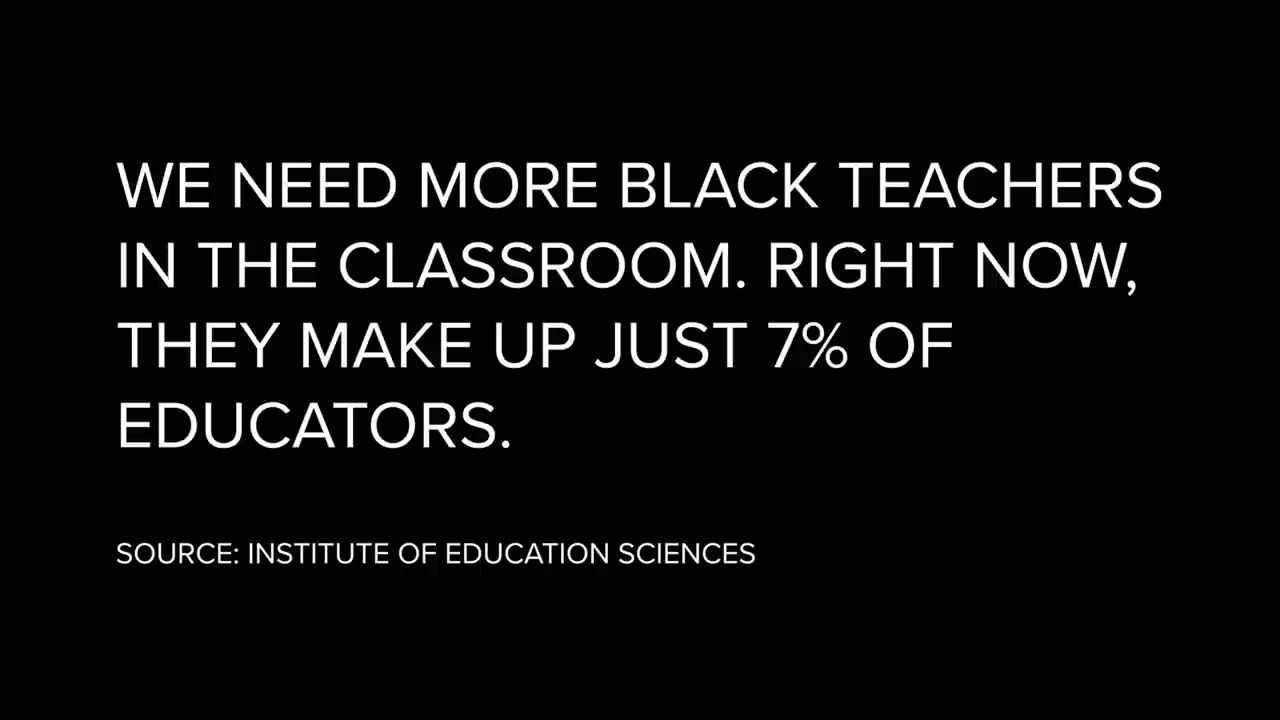 WE NEED MORE BLACK TEACHERS
IN THE CLASSROOM. RIGHT NOW,
THEY MAKE UP JUST 7% OF
EDUCATORS.
SOURCE: INSTITUTE OF EDUCATION SCIENCES